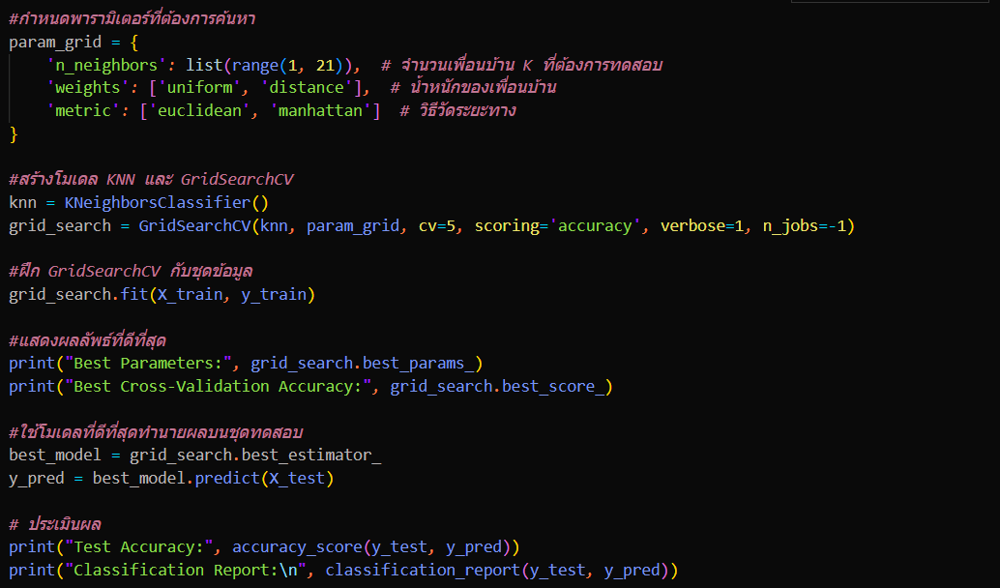 #กำหนดพารามิเตอร์ที่ต้องการค้นหา
param_grid = {
    'n_neighbors': list(range(1, 21)),  # จำนวนเพื่อนบ้าน K ที่ต้องการทดสอบ
    'weights': ['uniform', 'distance'],  # น้ำหนักของเพื่อนบ้าน
    'metric': ['euclidean', 'manhattan']  # วิธีวัดระยะทาง
}
#สร้างโมเดล KNN และ GridSearchCV
knn = KNeighborsClassifier()
grid_search = GridSearchCV(knn, param_grid, cv=5, scoring='accuracy', verbose=1, n_jobs=-1)
#ฝึก GridSearchCV กับชุดข้อมูล
grid_search.fit(X_train, y_train)
#แสดงผลลัพธ์ที่ดีที่สุด
print("Best Parameters:", grid_search.best_params_)
print("Best Cross-Validation Accuracy:", grid_search.best_score_)
#ใช้โมเดลที่ดีที่สุดทำนายผลบนชุดทดสอบ
best_model = grid_search.best_estimator_
y_pred = best_model.predict(X_test)
# ประเมินผล
print("Test Accuracy:", accuracy_score(y_test, y_pred))
print("Classification Report:\n", classification_report(y_test, y_pred))